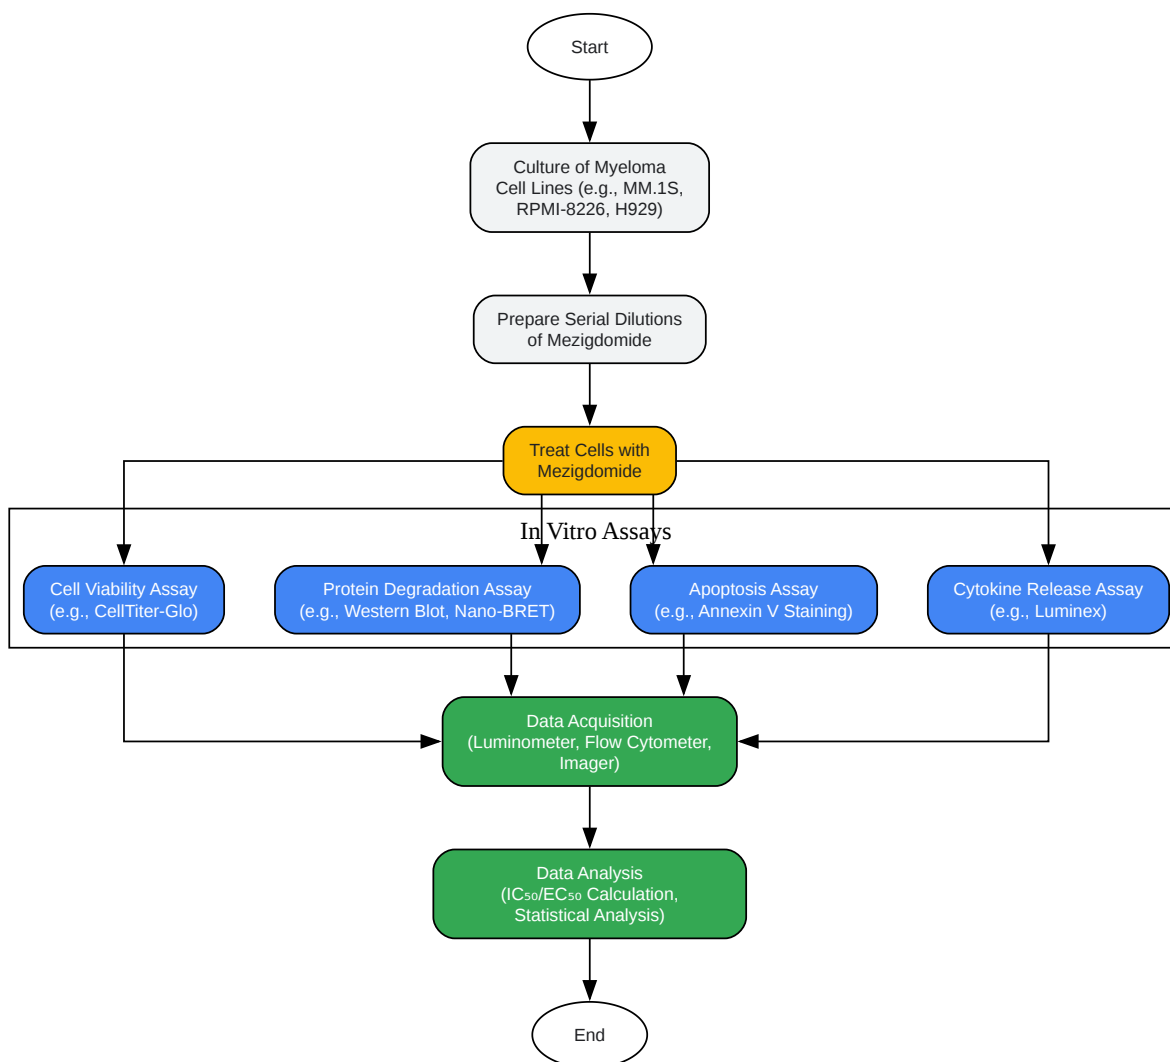 Start
Culture of Myeloma
Cell Lines (e.g., MM.1S,
RPMI-8226, H929)
Prepare Serial Dilutions
of Mezigdomide
Treat Cells with
Mezigdomide
In Vitro Assays
Cell Viability Assay
(e.g., CellTiter-Glo)
Protein Degradation Assay
(e.g., Western Blot, Nano-BRET)
Apoptosis Assay
(e.g., Annexin V Staining)
Cytokine Release Assay
(e.g., Luminex)
Data Acquisition
(Luminometer, Flow Cytometer,
Imager)
Data Analysis
(IC₅₀/EC₅₀ Calculation,
Statistical Analysis)
End